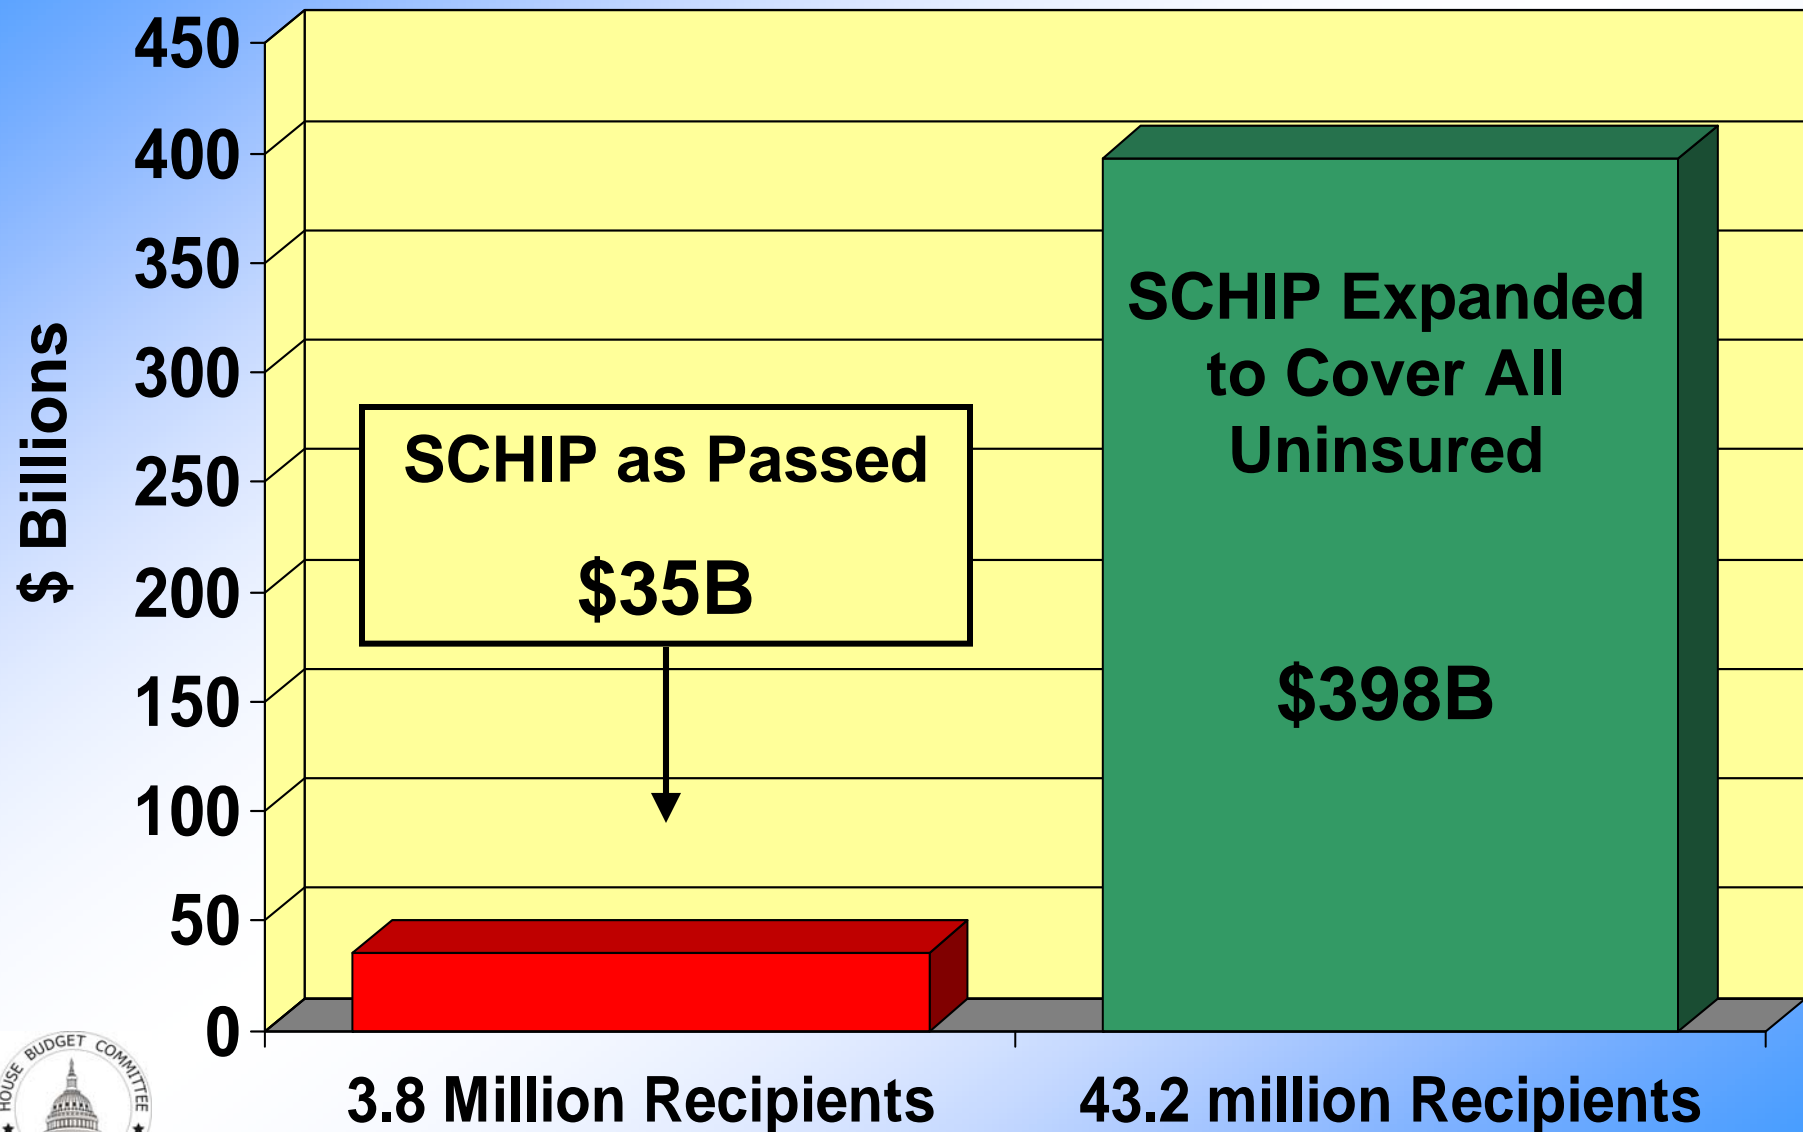 $ Billions
450
400
350
300
250
200
150
100
50
0
SCHIP as Passed
$35B
SCHIP Expanded
to Cover All
Uninsured
$398B
3.8 Million Recipients
43.2 million Recipients
HOUSE BUDGET COMMITTEE